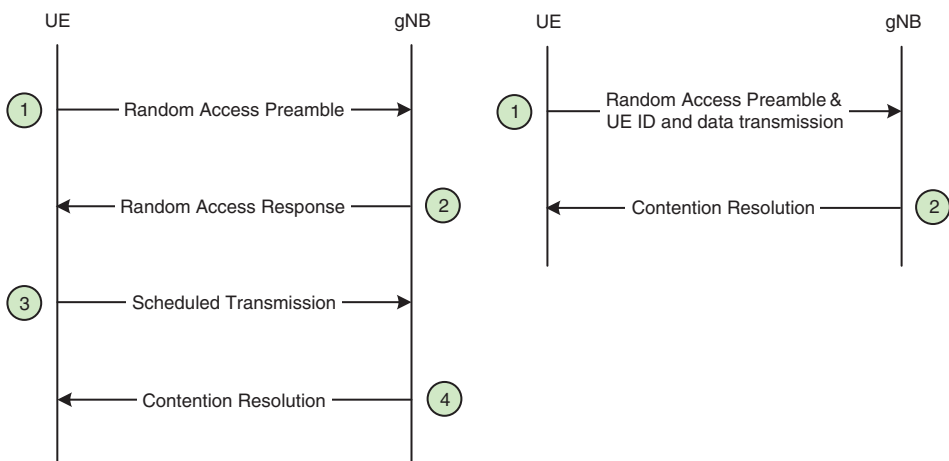 UE
gNB
1
Random Access Preamble
Random Access Response
2
3
Scheduled Transmission
Contention Resolution
4
UE
gNB
1
Random Access Preamble &
UE ID and data transmission
Contention Resolution
2